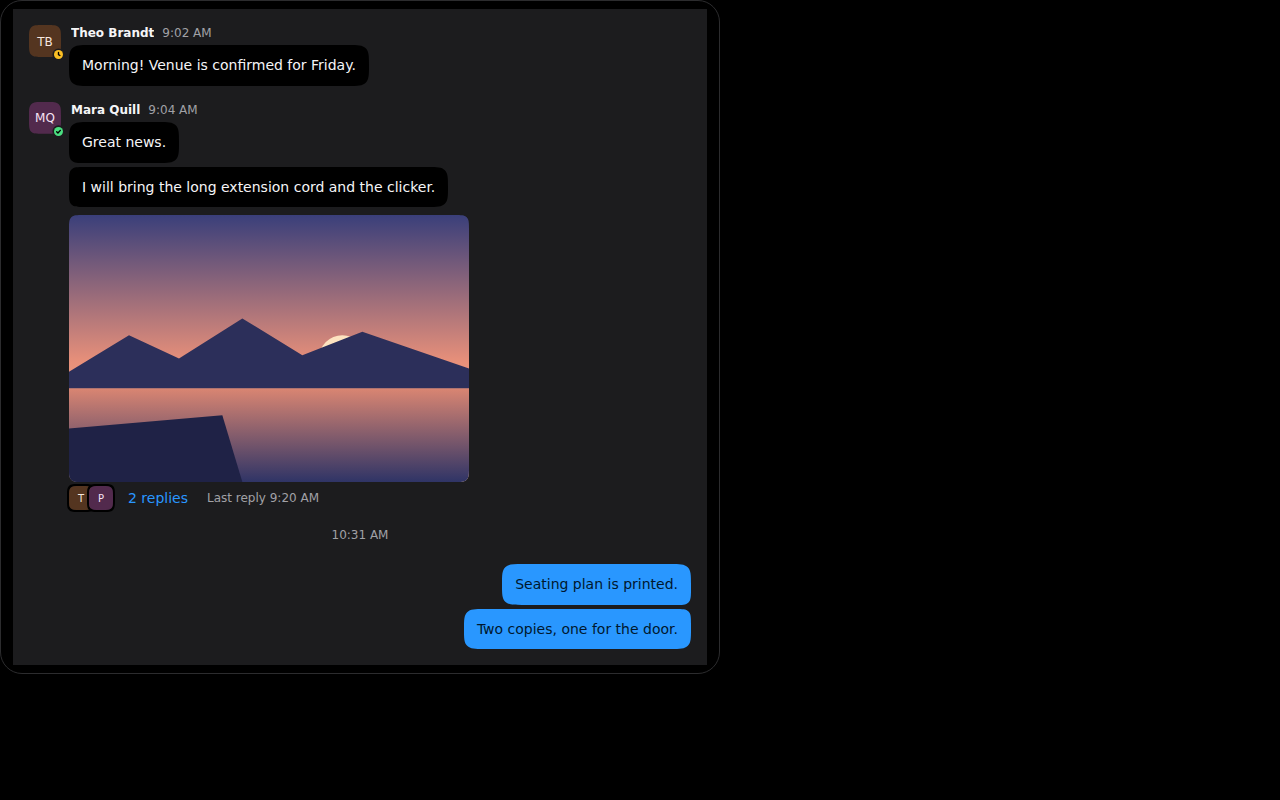 TB
Theo Brandt 9:02 AM
Morning! Venue is confirmed for Friday.
MQ
Mara Quill 9:04 AM
Great news.
I will bring the long extension cord and the clicker.
T P 2 replies Last reply 9:20 AM
10:31 AM
Seating plan is printed.
Two copies, one for the door.